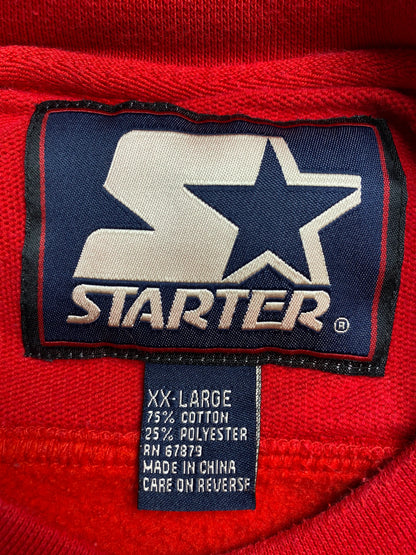 STARTER®
XX-LARGE
75% COTTON
25% POLYESTER
RN 67879
MADE IN CHINA
CARE ON REVERSE